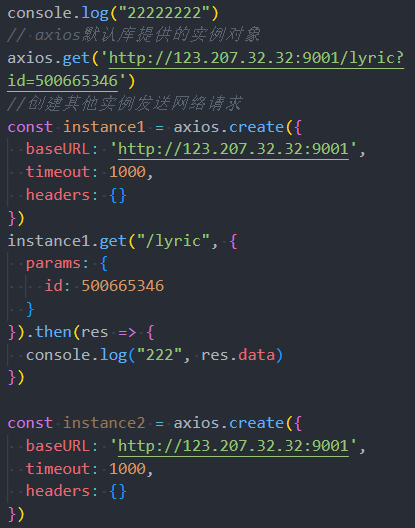 console.log("22222222")
// axios默认库提供的实例对象
axios.get('http://123.207.32.32:9001/lyric?
id=500665346')
//创建其他实例发送网络请求
const instance1 = axios.create({
  baseURL: 'http://123.207.32.32:9001',
  timeout: 1000,
  headers: {}
})
instance1.get("/lyric", {
  params: {
    id: 500665346
  }
}).then(res => {
  console.log("222", res.data)
})

const instance2 = axios.create({
  baseURL: 'http://123.207.32.32:9001',
  timeout: 1000,
  headers: {}
})